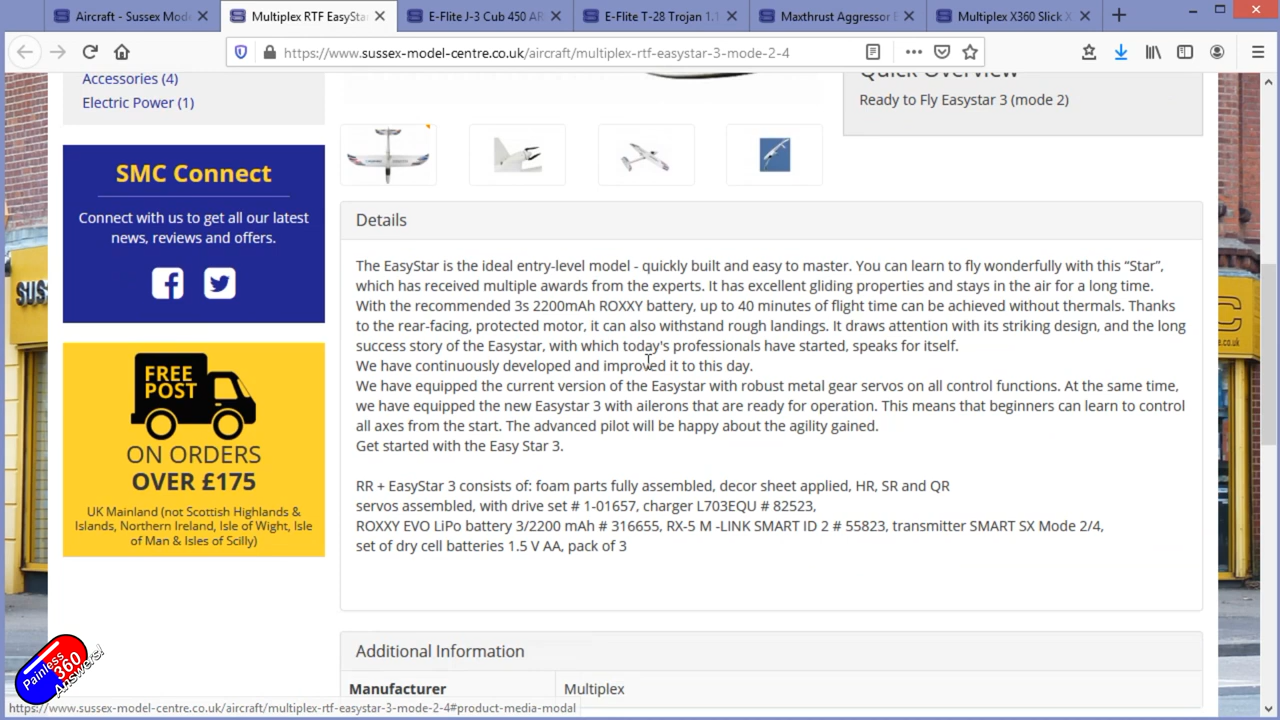 Aircraft - Sussex Mode
Multiplex RTF EasyStar
E-Flite J-3 Cub 450 AR
E-Flite T-28 Trojan 1.1
Maxthrust Aggressor E
Multiplex X360 Slick X
https://www.sussex-model-centre.co.uk/aircraft/multiplex-rtf-easystar-3-mode-2-4
Accessories (4)
Electric Power (1)
Quick Overview
Ready to Fly Easystar 3 (mode 2)
SMC Connect
Connect with us to get all our latest
news, reviews and offers.
FREE
POST
ON ORDERS
OVER £175
UK Mainland (not Scottish Highlands &
Islands, Northern Ireland, Isle of Wight, Isle
of Man & Isles of Scilly)
Details
The EasyStar is the ideal entry-level model - quickly built and easy to master. You can learn to fly wonderfully with this “Star”,
which has received multiple awards from the experts. It has excellent gliding properties and stays in the air for a long time.
With the recommended 3s 2200mAh ROXXY battery, up to 40 minutes of flight time can be achieved without thermals. Thanks
to the rear-facing, protected motor, it can also withstand rough landings. It draws attention with its striking design, and the long
success story of the Easystar, with which today's professionals have started, speaks for itself.
We have continuously developed and improved it to this day.
We have equipped the current version of the Easystar with robust metal gear servos on all control functions. At the same time,
we have equipped the new Easystar 3 with ailerons that are ready for operation. This means that beginners can learn to control
all axes from the start. The advanced pilot will be happy about the agility gained.
Get started with the Easy Star 3.
RR + EasyStar 3 consists of: foam parts fully assembled, decor sheet applied, HR, SR and QR
servos assembled, with drive set # 1-01657, charger L703EQU # 82523,
ROXXY EVO LiPo battery 3/2200 mAh # 316655, RX-5 M -LINK SMART ID 2 # 55823, transmitter SMART SX Mode 2/4,
set of dry cell batteries 1.5 V AA, pack of 3
Additional Information
Manufacturer
Multiplex
SUS
C
co.uk
Painless
360
Answers!
https://www.sussex-model-centre.co.uk/aircraft/multiplex-rtf-easystar-3-mode-2-4#product-media-modal